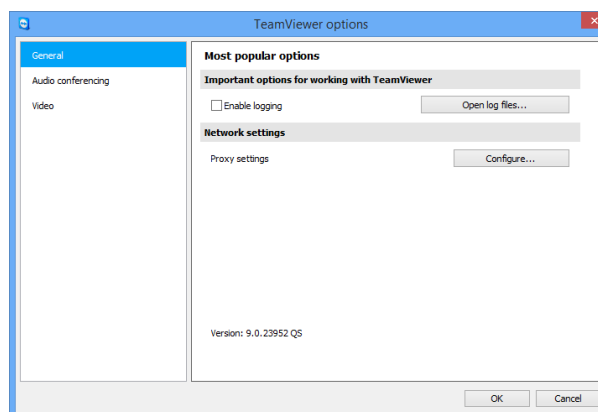 TeamViewer options
General
Audio conferencing
Video
Most popular options
Important options for working with TeamViewer
Enable logging
Open log files...
Network settings
Proxy settings
Configure...
Version: 9.0.23952 QS
OK
Cancel